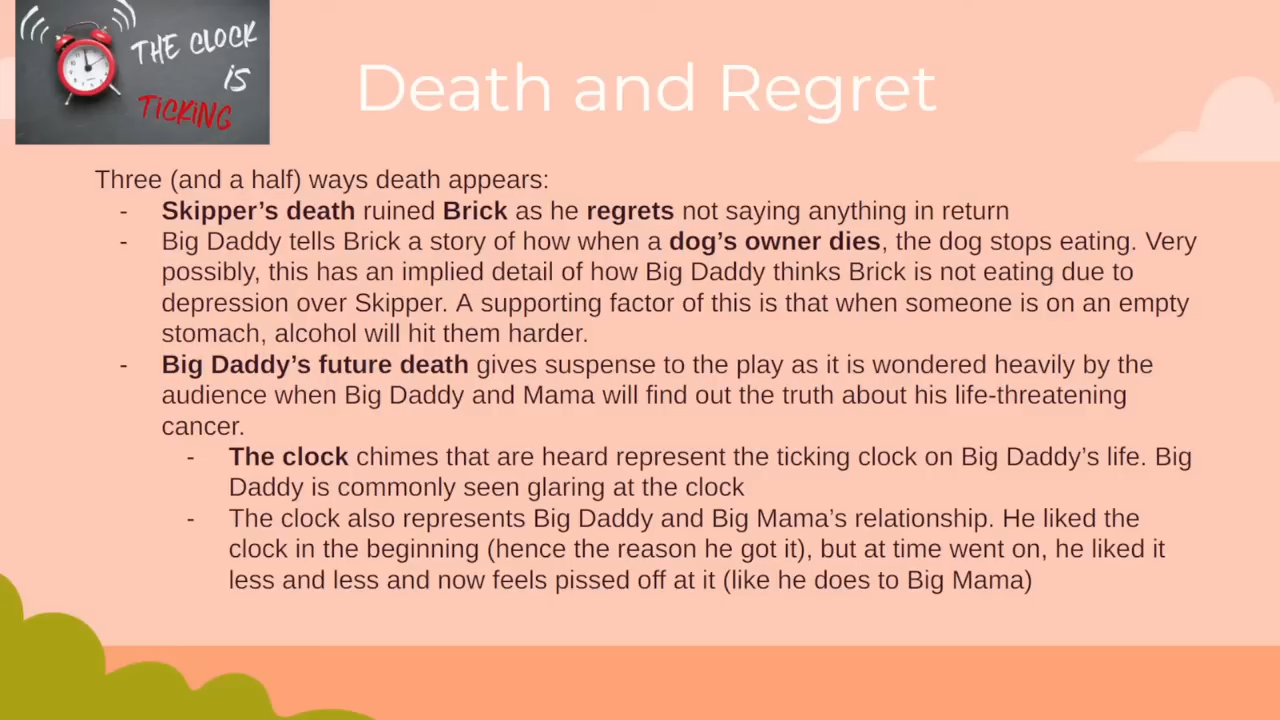 THE CLOCK
IS
TICKING
Death and Regret
Three (and a half) ways death appears:
- Skipper’s death ruined Brick as he regrets not saying anything in return
- Big Daddy tells Brick a story of how when a dog’s owner dies, the dog stops eating. Very
possibly, this has an implied detail of how Big Daddy thinks Brick is not eating due to
depression over Skipper. A supporting factor of this is that when someone is on an empty
stomach, alcohol will hit them harder.
- Big Daddy’s future death gives suspense to the play as it is wondered heavily by the
audience when Big Daddy and Mama will find out the truth about his life-threatening
cancer.
- The clock chimes that are heard represent the ticking clock on Big Daddy’s life. Big
Daddy is commonly seen glaring at the clock
- The clock also represents Big Daddy and Big Mama’s relationship. He liked the
clock in the beginning (hence the reason he got it), but at time went on, he liked it
less and less and now feels pissed off at it (like he does to Big Mama)